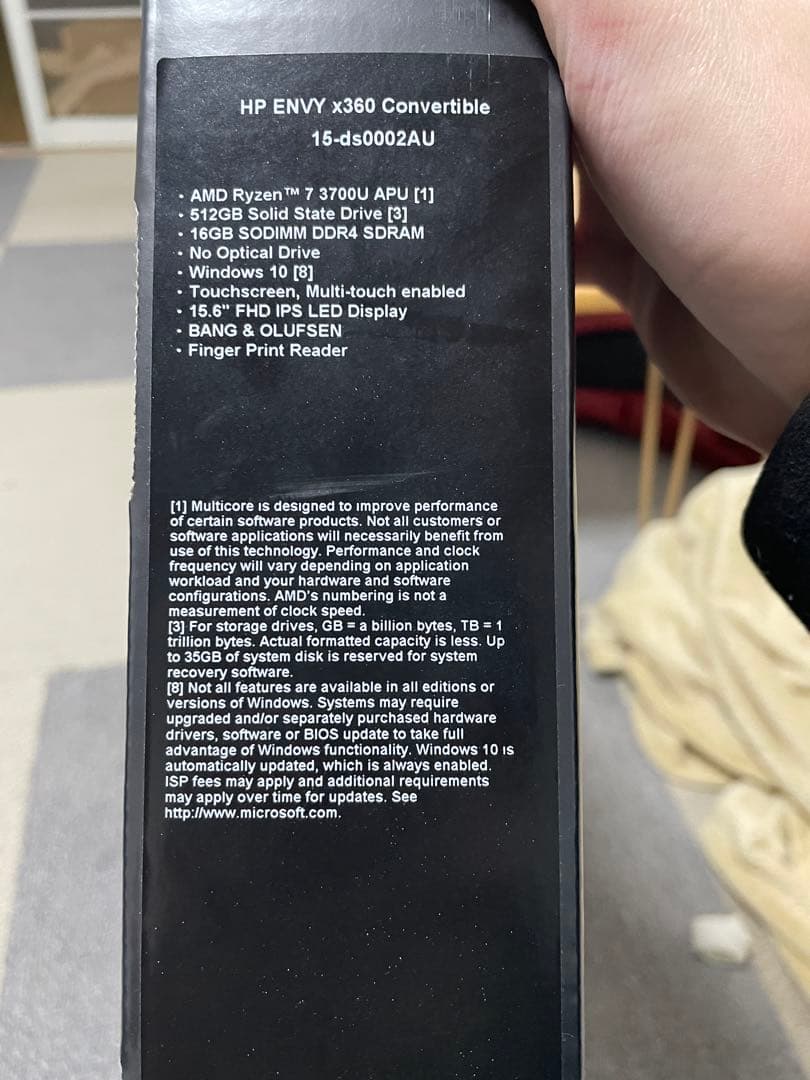 HP ENVY x360 Convertible
15-ds0002AU
• AMD Ryzen™ 7 3700U APU [1]
• 512GB Solid State Drive [3]
• 16GB SODIMM DDR4 SDRAM
• No Optical Drive
• Windows 10 [8]
• Touchscreen, Multi-touch enabled
• 15.6" FHD IPS LED Display
• BANG & OLUFSEN
• Finger Print Reader
[1] Multicore is designed to improve performance
of certain software products. Not all customers or
software applications will necessarily benefit from
use of this technology. Performance and clock
frequency will vary depending on application
workload and your hardware and software
configurations. AMD's numbering is not a
measurement of clock speed.
[3] For storage drives, GB = a billion bytes, TB = 1
trillion bytes. Actual formatted capacity is less. Up
to 35GB of system disk is reserved for system
recovery software.
[8] Not all features are available in all editions or
versions of Windows. Systems may require
upgraded and/or separately purchased hardware
drivers, software or BIOS update to take full
advantage of Windows functionality. Windows 10 is
automatically updated, which is always enabled.
ISP fees may apply and additional requirements
may apply over time for updates. See
http://www.microsoft.com.